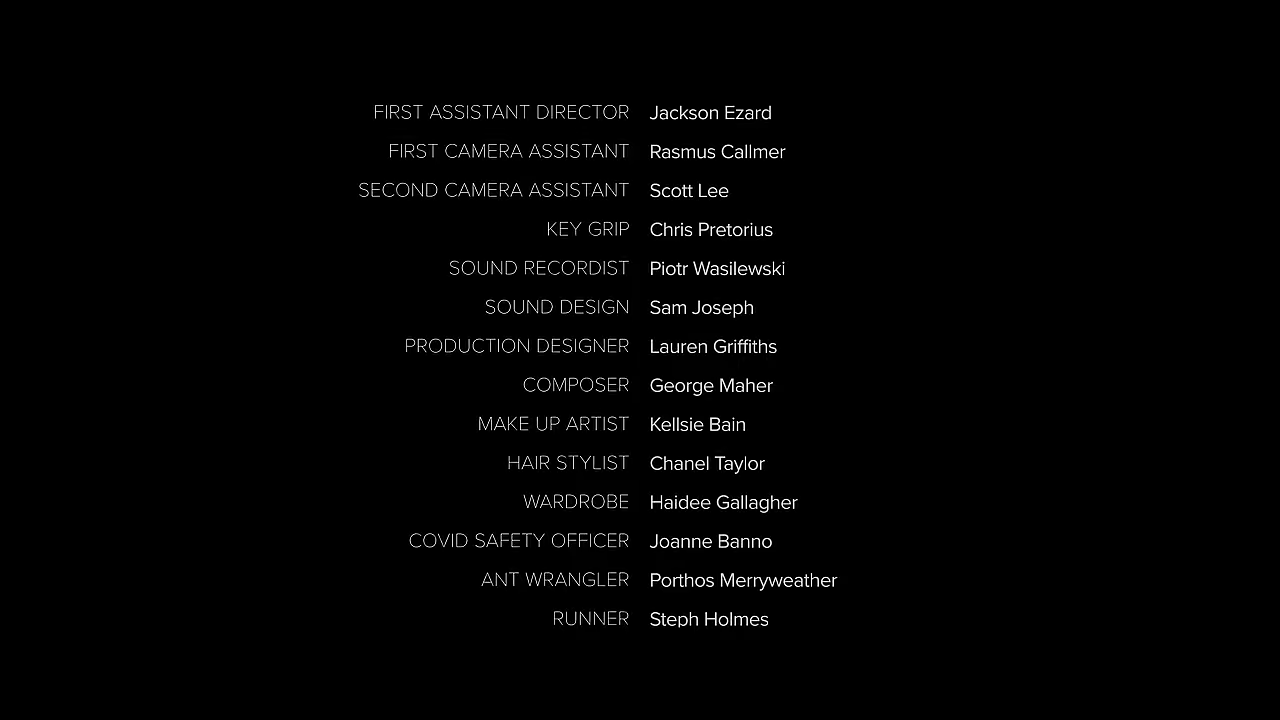 FIRST ASSISTANT DIRECTOR Jackson Ezard
FIRST CAMERA ASSISTANT Rasmus Callmer
SECOND CAMERA ASSISTANT Scott Lee
KEY GRIP Chris Pretorius
SOUND RECORDIST Piotr Wasilewski
SOUND DESIGN Sam Joseph
PRODUCTION DESIGNER Lauren Griffiths
COMPOSER George Maher
MAKE UP ARTIST Kellsie Bain
HAIR STYLIST Chanel Taylor
WARDROBE Haidee Gallagher
COVID SAFETY OFFICER Joanne Banno
ANT WRANGLER Porthos Merryweather
RUNNER Steph Holmes